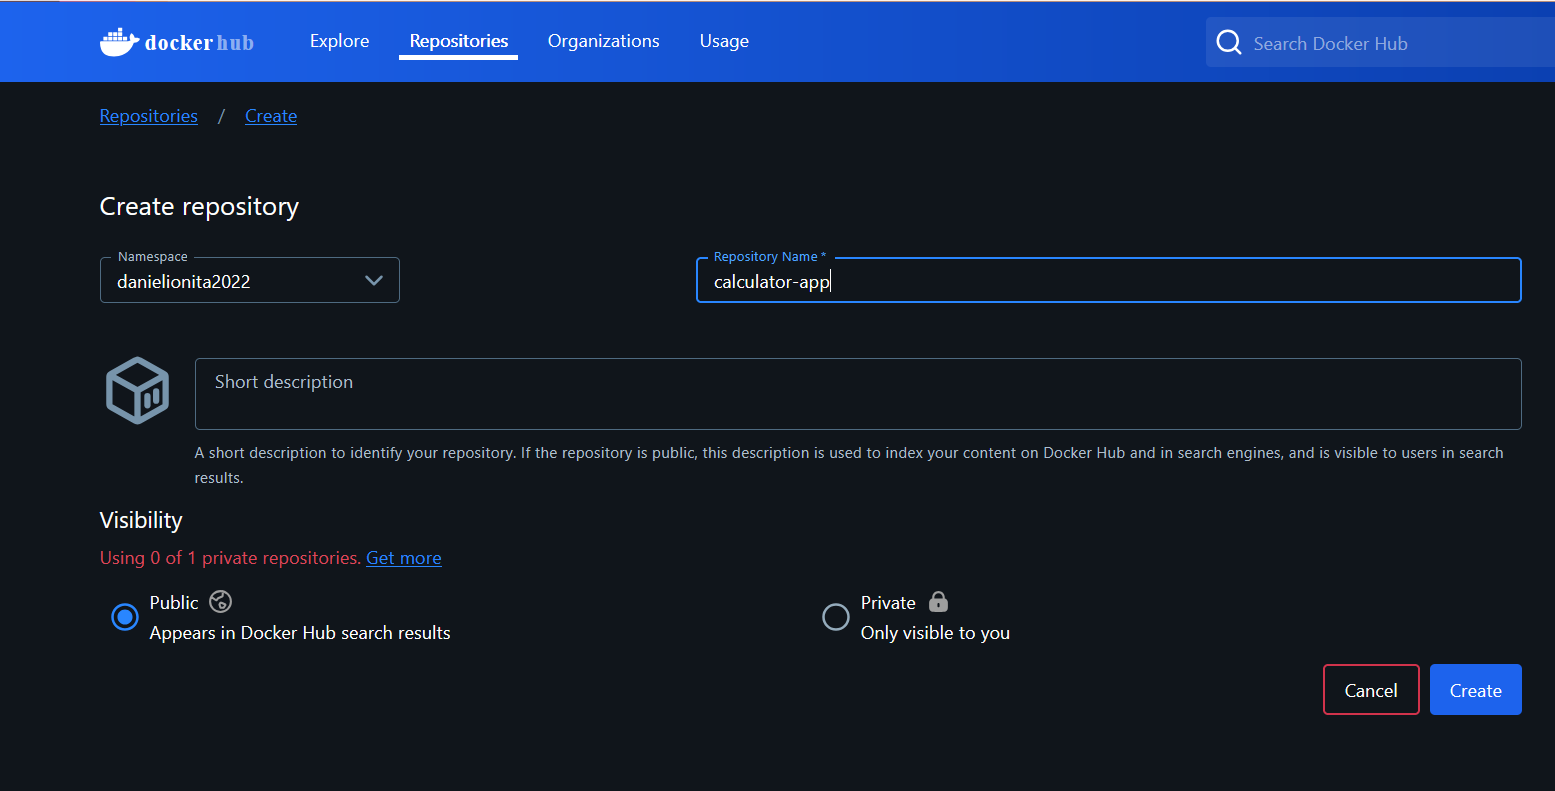 docker hub
Explore
Repositories
Organizations
Usage
Search Docker Hub
Repositories / Create
Create repository
Namespace
danielionita2022
Repository Name *
calculator-app
Short description
A short description to identify your repository. If the repository is public, this description is used to index your content on Docker Hub and in search engines, and is visible to users in search
results.
Visibility
Using 0 of 1 private repositories. Get more
Public
Appears in Docker Hub search results
Private
Only visible to you
Cancel
Create